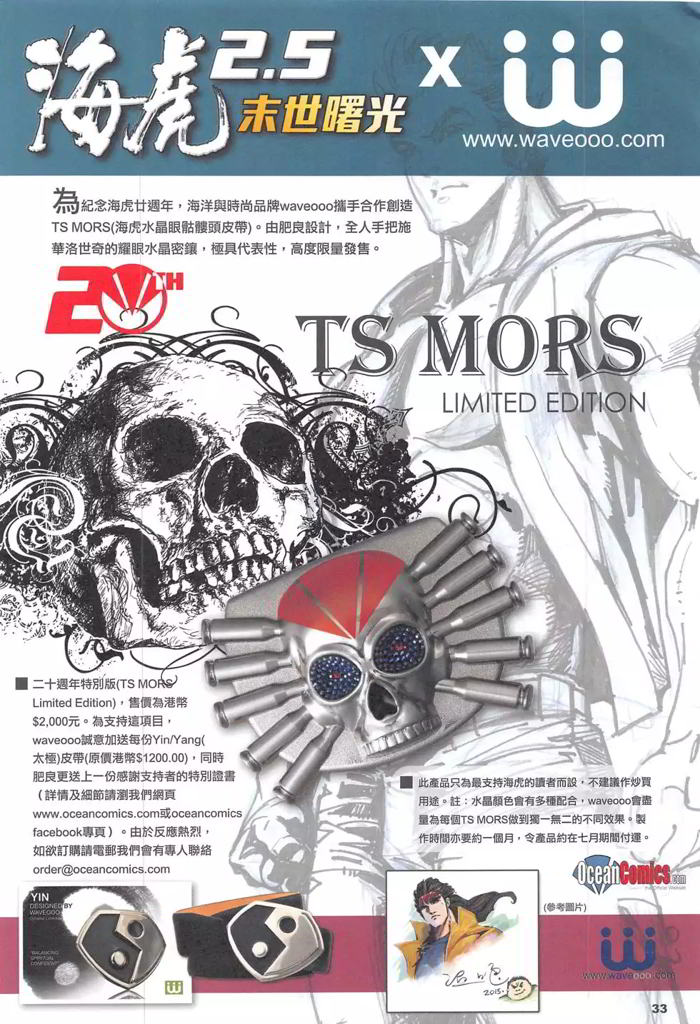 海虎 2.5
末世曙光
x
www.waveooo.com
為紀念海虎廿週年，海洋與時尚品牌waveooo攜手合作創造
TS MORS(海虎水晶眼骷髏頭皮帶)。由肥良設計，全人手把施
華洛世奇的耀眼水晶密鑲，極具代表性，高度限量發售。
20TH
TS MORS
LIMITED EDITION
■ 二十週年特別版(TS MORS
Limited Edition)，售價為港幣
$2,000元。為支持這項目，
waveooo誠意加送每份Yin/Yang(
太極)皮帶(原價港幣$1200.00)，同時
肥良更送上一份感謝支持者的特別證書
（詳情及細節請瀏我們網頁
www.oceancomics.com或oceancomics
facebook專頁）。由於反應熱烈，
如欲訂購請電郵我們會有專人聯絡
order@oceancomics.com
■ 此產品只為最支持海虎的讀者而設，不建議作炒買
用途。註：水晶顏色會有多種配合，waveooo會盡
量為每個TS MORS做到獨一無二的不同效果。製
作時間亦要約一個月，令產品約在七月期間付運。
OceanComics.com
the Official Website
YIN
DESIGNED BY
WAVEOOO
"BALANCING
SPIRITUAL
CONFIDENT"
(參考圖片)
2015.
www.waveooo.com
33